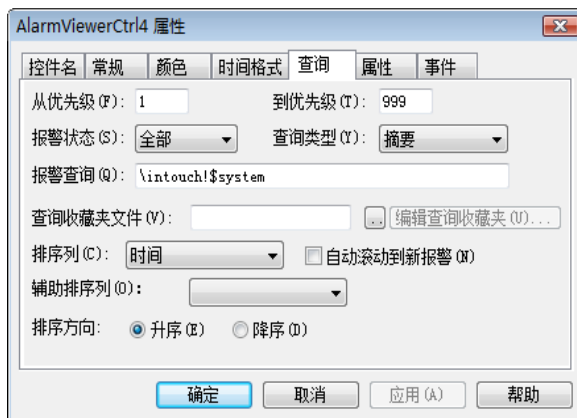 AlarmViewerCtrl4 属性
控件名 常规 颜色 时间格式 查询 属性 事件
从优先级(F): 1 到优先级(T): 999
报警状态(S): 全部 查询类型(Y): 摘要
报警查询(Q): \intouch!$system
查询收藏夹文件(V): .. 编辑查询收藏夹(U)...
排序列(C): 时间 自动滚动到新报警(N)
辅助排序列(O):
排序方向: 升序(E) 降序(D)
确定 取消 应用(A) 帮助